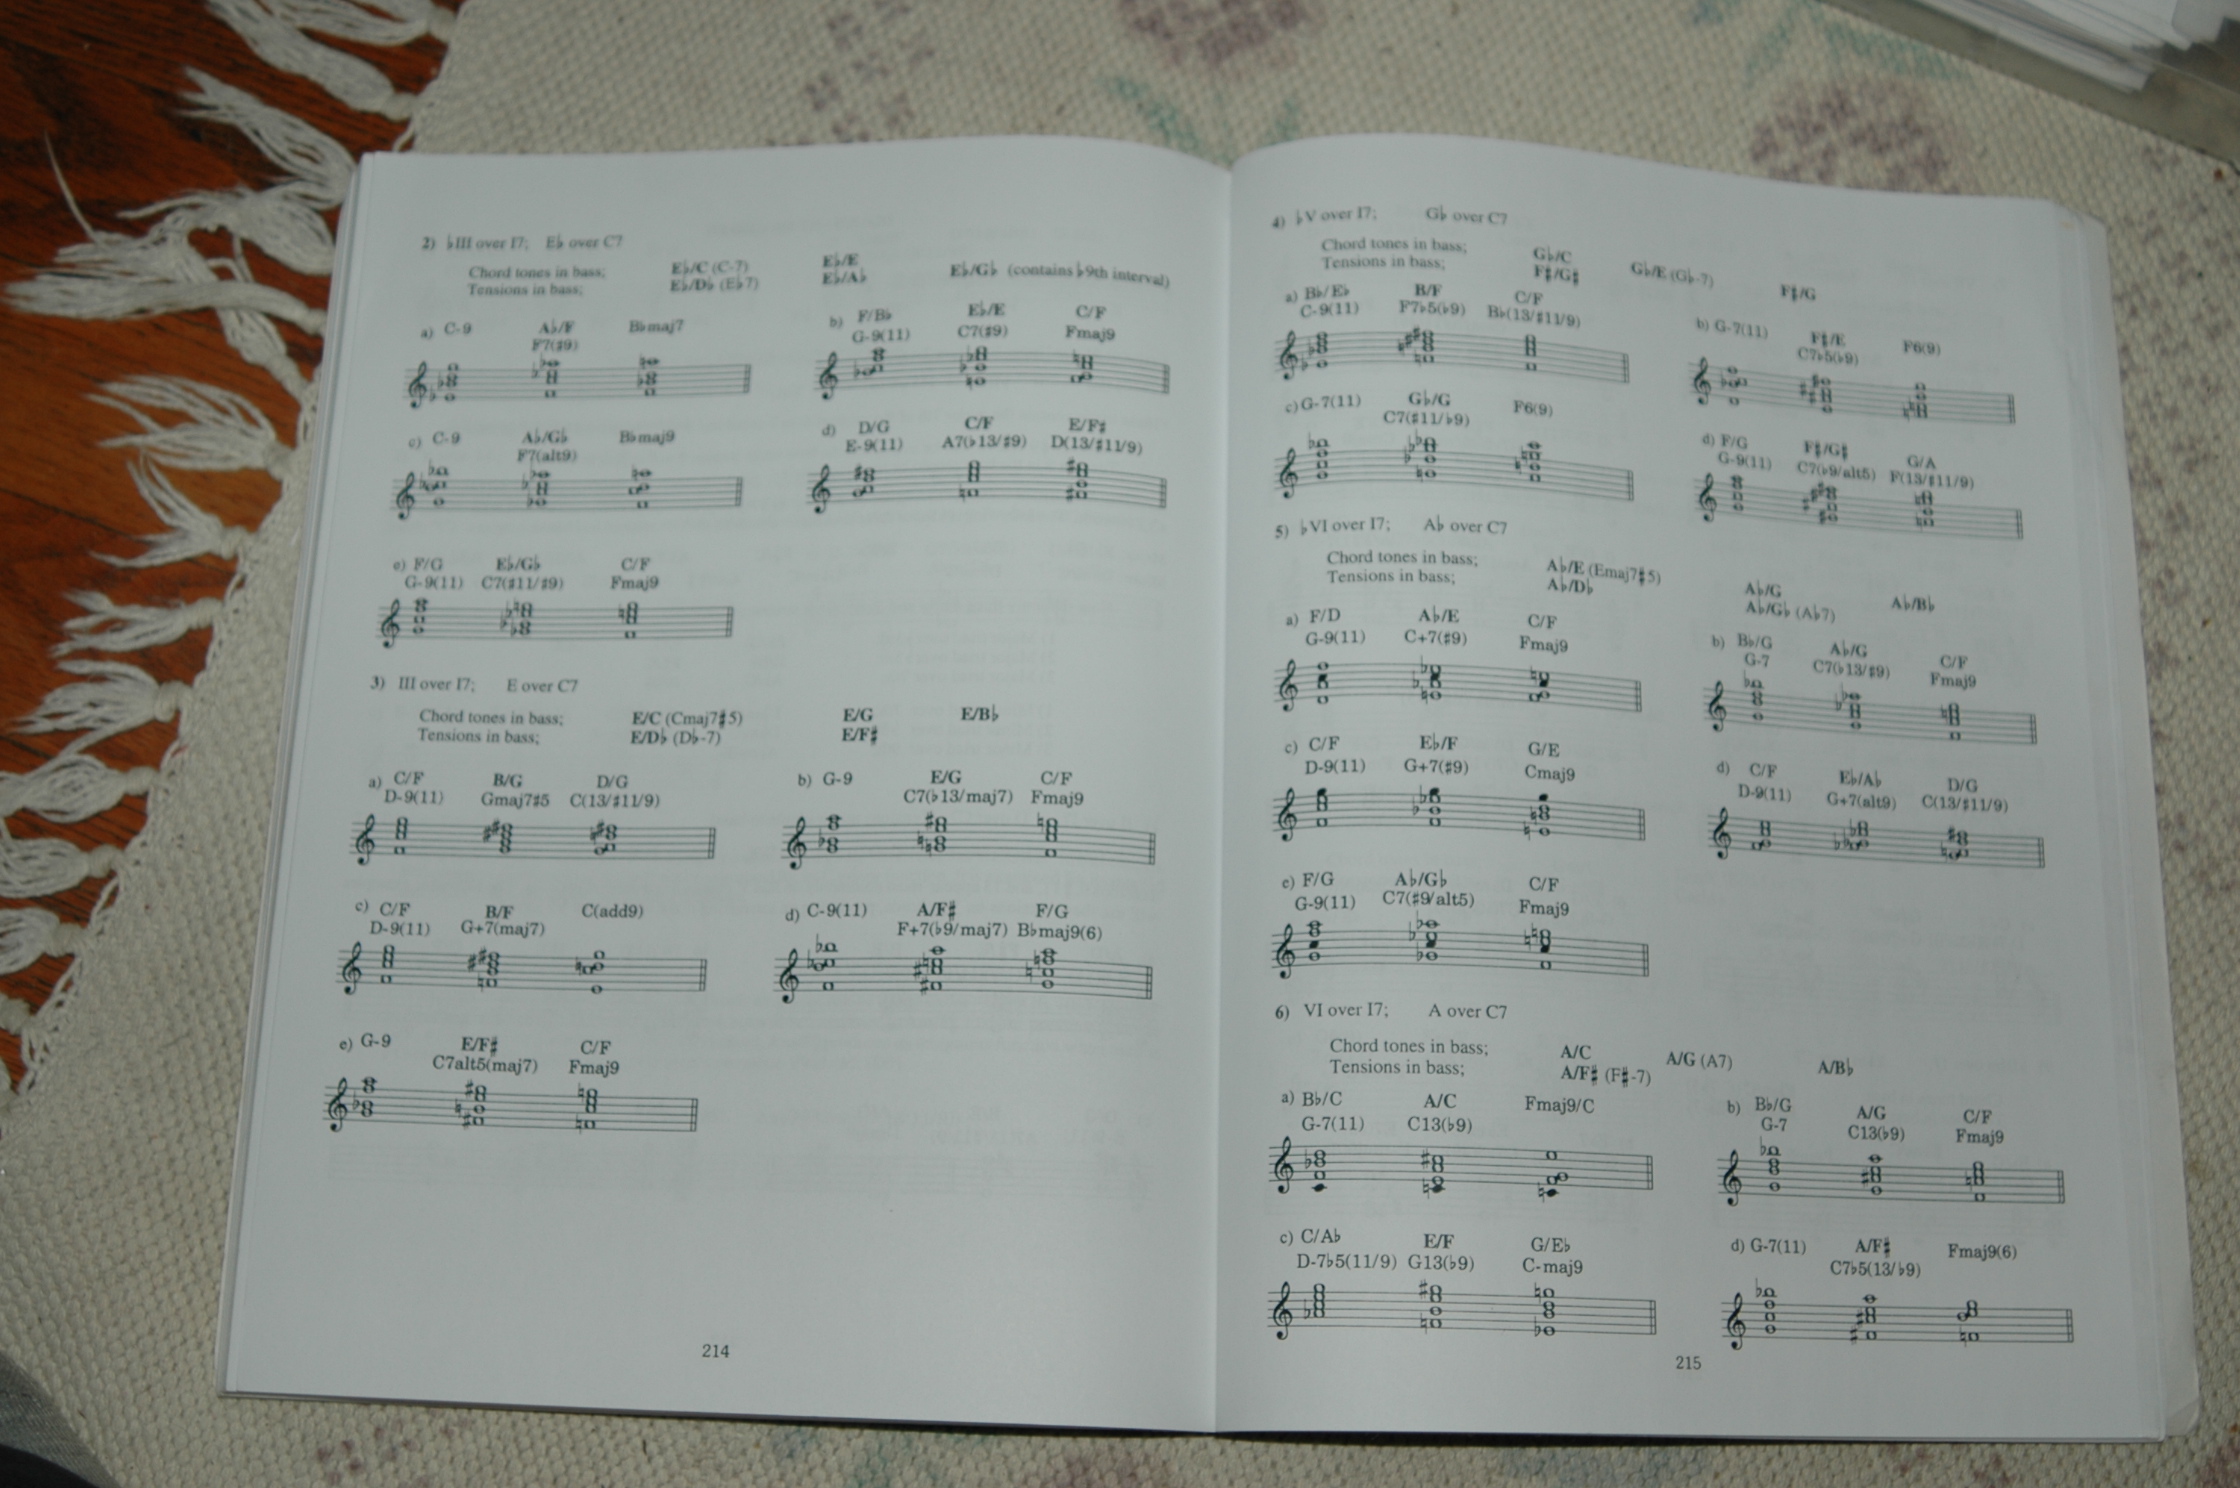 2) ♭III over I7; E♭ over C7
Chord tones in bass; E♭/C (C-7) E♭/E E♭/G♭ (contains ♭9th interval)
Tensions in bass; E♭/D♭ (E♭7) E♭/A♭
a) C-9 A♭/F B♭maj7
F7(♯9)
b) F/B♭ E♭/E C/F
G-9(11) C7(♯9) Fmaj9
c) C-9 A♭/G♭ B♭maj9
F7(alt9)
d) D/G C/F E/F♯
E-9(11) A7(♭13/♯9) D(13/♯11/9)
e) F/G E♭/G♭ C/F
G-9(11) C7(♯11/♯9) Fmaj9
3) III over I7; E over C7
Chord tones in bass; E/C (Cmaj7♯5) E/G E/B♭
Tensions in bass; E/D♭ (D♭-7) E/F♯
a) C/F B/G D/G
D-9(11) Gmaj7♯5 C(13/♯11/9)
b) G-9 E/G C/F
C7(♭13/maj7) Fmaj9
c) C/F B/F C(add9)
D-9(11) G+7(maj7)
d) C-9(11) A/F♯ F/G
F+7(♭9/maj7) B♭maj9(6)
e) G-9 E/F♯ C/F
C7alt5(maj7) Fmaj9
214
4) ♭V over I7; G♭ over C7
Chord tones in bass; G♭/C G♭/E (G♭-7) F♯/G
Tensions in bass; F♯/G♯
a) B♭/E♭ B/F C/F
C-9(11) F7♭5(♭9) B♭(13/♯11/9)
b) G-7(11) F♯/E F6(9)
C7♭5(♭9)
c) G-7(11) G♭/G F6(9)
C7(♯11/♭9)
d) F/G F♯/G♯ G/A
G-9(11) C7(♭9/alt5) F(13/♯11/9)
5) ♭VI over I7; A♭ over C7
Chord tones in bass; A♭/E (Emaj7♯5) A♭/G A♭/B♭
Tensions in bass; A♭/D♭ A♭/G♭ (A♭7)
a) F/D A♭/E C/F
G-9(11) C+7(♯9) Fmaj9
b) B♭/G A♭/G C/F
G-7 C7(♭13/♯9) Fmaj9
c) C/F E♭/F G/E
D-9(11) G+7(♯9) Cmaj9
d) C/F E♭/A♭ D/G
D-9(11) G+7(alt9) C(13/♯11/9)
e) F/G A♭/G♭ C/F
G-9(11) C7(♯9/alt5) Fmaj9
6) VI over I7; A over C7
Chord tones in bass; A/C A/G (A7) A/B♭
Tensions in bass; A/F♯ (F♯-7)
a) B♭/C A/C Fmaj9/C
G-7(11) C13(♭9)
b) B♭/G A/G C/F
G-7 C13(♭9) Fmaj9
c) C/A♭ E/F G/E♭
D-7♭5(11/9) G13(♭9) C-maj9
d) G-7(11) A/F♯ Fmaj9(6)
C7♭5(13/♭9)
215